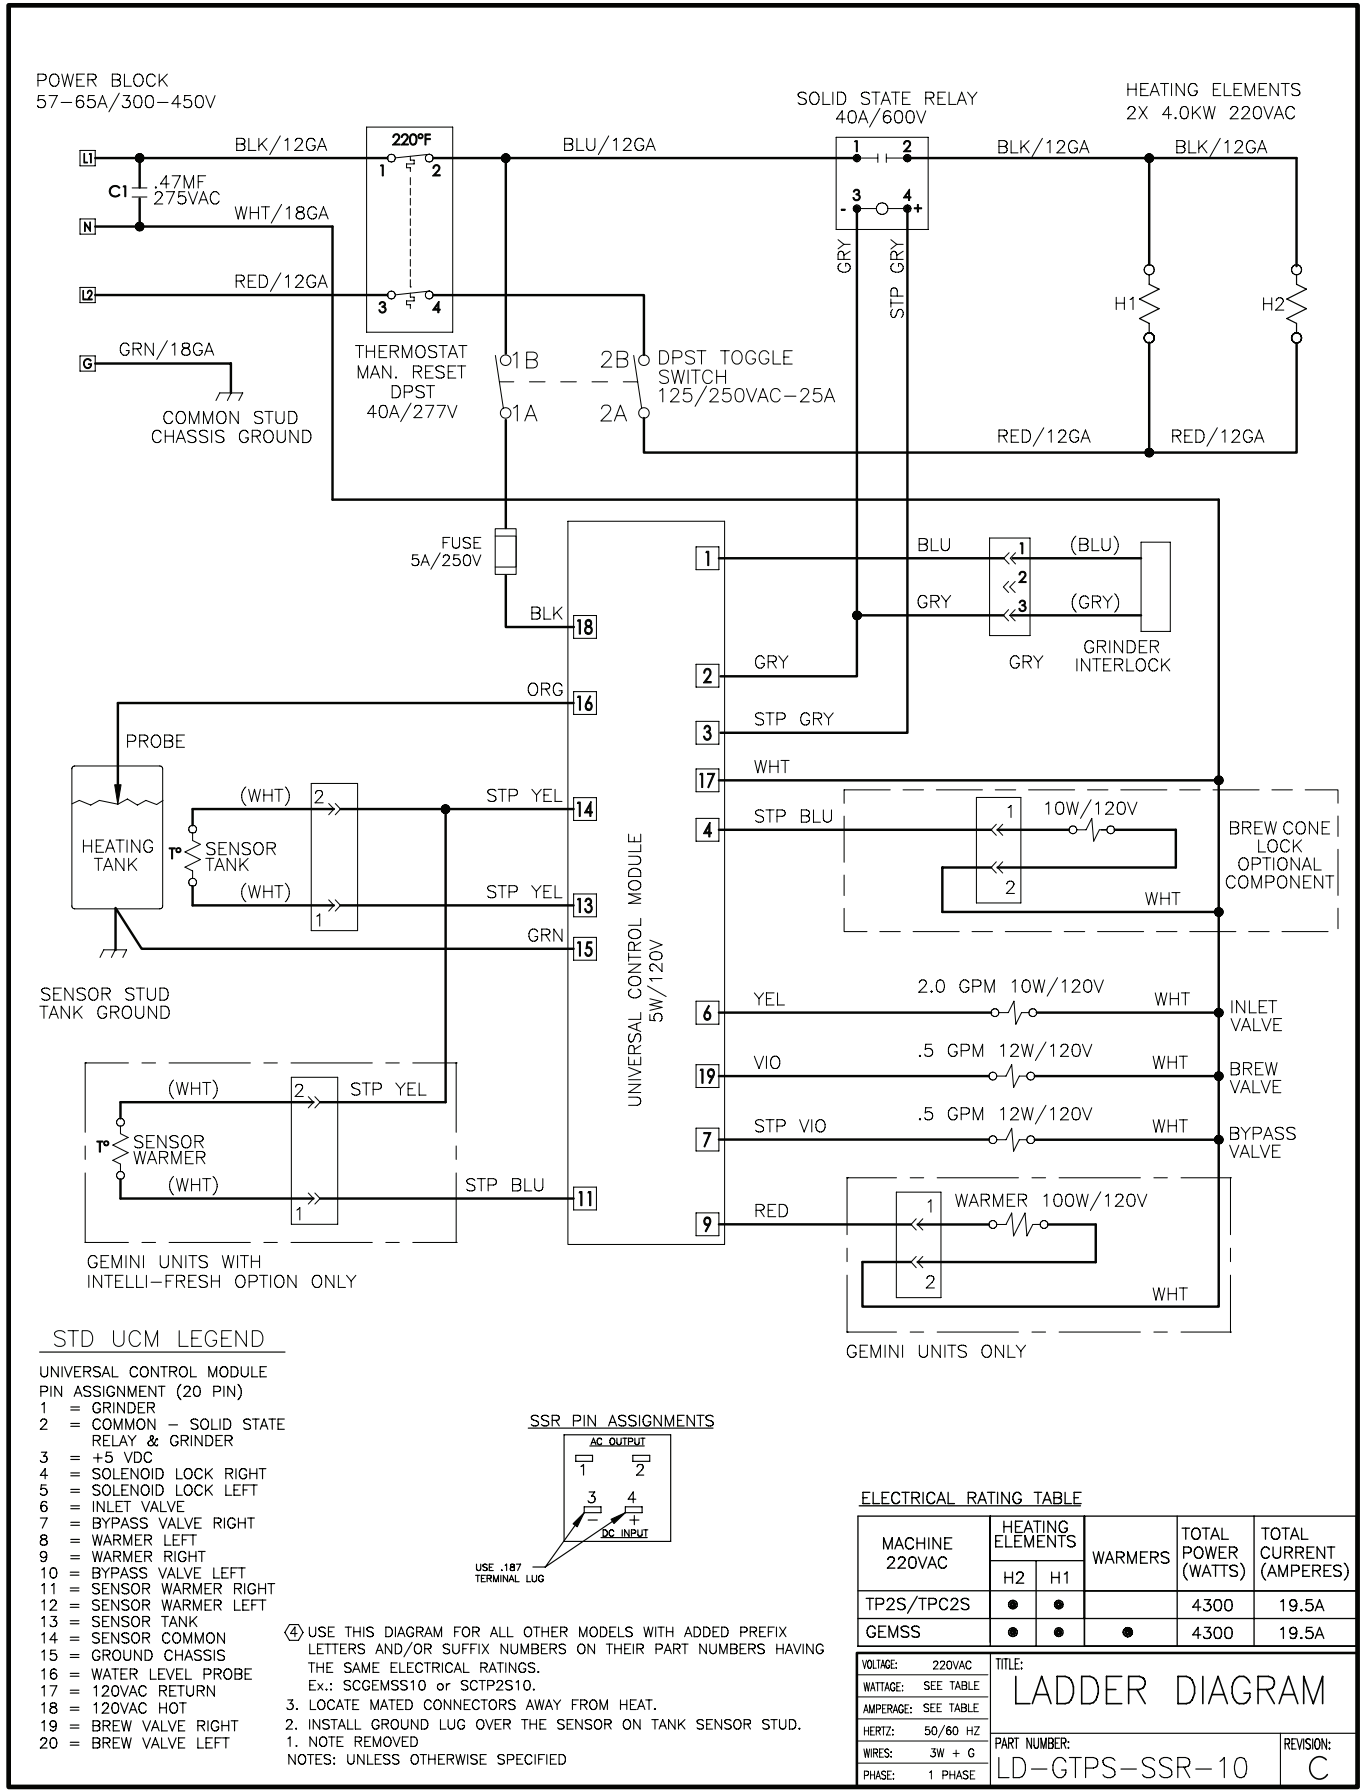 POWER BLOCK
57-65A/300-450V
SOLID STATE RELAY
40A/600V
HEATING ELEMENTS
2X 4.0KW 220VAC
L1
BLK/12GA
220°F
1
2
BLU/12GA
1
2
BLK/12GA
BLK/12GA
C1
.47MF
275VAC
N
WHT/18GA
3
4
-
+
GRY
STP GRY
L2
RED/12GA
3
4
H1
H2
G
GRN/18GA
COMMON STUD
CHASSIS GROUND
THERMOSTAT
MAN. RESET
DPST
40A/277V
1B
1A
2B
2A
DPST TOGGLE
SWITCH
125/250VAC-25A
RED/12GA
RED/12GA
FUSE
5A/250V
BLK
18
UNIVERSAL CONTROL MODULE
5W/120V
1
BLU
1
(BLU)
2
GRY
3
(GRY)
GRY
GRINDER
INTERLOCK
2
GRY
ORG
16
3
STP GRY
PROBE
17
WHT
HEATING
TANK
(WHT)
2
STP YEL
14
T°
SENSOR
TANK
(WHT)
1
STP YEL
13
GRN
15
4
STP BLU
1
10W/120V
2
WHT
BREW CONE
LOCK
OPTIONAL
COMPONENT
SENSOR STUD
TANK GROUND
6
YEL
2.0 GPM 10W/120V
WHT
INLET
VALVE
19
VIO
.5 GPM 12W/120V
WHT
BREW
VALVE
7
STP VIO
.5 GPM 12W/120V
WHT
BYPASS
VALVE
(WHT)
2
STP YEL
T°
SENSOR
WARMER
(WHT)
1
STP BLU
11
GEMINI UNITS WITH
INTELLI-FRESH OPTION ONLY
9
RED
1
WARMER 100W/120V
2
WHT
GEMINI UNITS ONLY
STD UCM LEGEND
UNIVERSAL CONTROL MODULE
PIN ASSIGNMENT (20 PIN)
1 = GRINDER
2 = COMMON - SOLID STATE
RELAY & GRINDER
3 = +5 VDC
4 = SOLENOID LOCK RIGHT
5 = SOLENOID LOCK LEFT
6 = INLET VALVE
7 = BYPASS VALVE RIGHT
8 = WARMER LEFT
9 = WARMER RIGHT
10 = BYPASS VALVE LEFT
11 = SENSOR WARMER RIGHT
12 = SENSOR WARMER LEFT
13 = SENSOR TANK
14 = SENSOR COMMON
15 = GROUND CHASSIS
16 = WATER LEVEL PROBE
17 = 120VAC RETURN
18 = 120VAC HOT
19 = BREW VALVE RIGHT
20 = BREW VALVE LEFT
SSR PIN ASSIGNMENTS
AC OUTPUT
1
2
3
4
-
+
DC INPUT
USE .187
TERMINAL LUG
4 USE THIS DIAGRAM FOR ALL OTHER MODELS WITH ADDED PREFIX
LETTERS AND/OR SUFFIX NUMBERS ON THEIR PART NUMBERS HAVING
THE SAME ELECTRICAL RATINGS.
Ex.: SCGEMSS10 or SCTP2S10.
3. LOCATE MATED CONNECTORS AWAY FROM HEAT.
2. INSTALL GROUND LUG OVER THE SENSOR ON TANK SENSOR STUD.
1. NOTE REMOVED
NOTES: UNLESS OTHERWISE SPECIFIED
ELECTRICAL RATING TABLE
MACHINE
220VAC
HEATING
ELEMENTS
H2
H1
WARMERS
TOTAL
POWER
(WATTS)
TOTAL
CURRENT
(AMPERES)
TP2S/TPC2S ● ● 4300 19.5A
GEMSS ● ● ● 4300 19.5A
VOLTAGE: 220VAC
WATTAGE: SEE TABLE
AMPERAGE: SEE TABLE
HERTZ: 50/60 HZ
WIRES: 3W + G
PHASE: 1 PHASE
TITLE:
LADDER DIAGRAM
PART NUMBER:
LD-GTPS-SSR-10
REVISION:
C